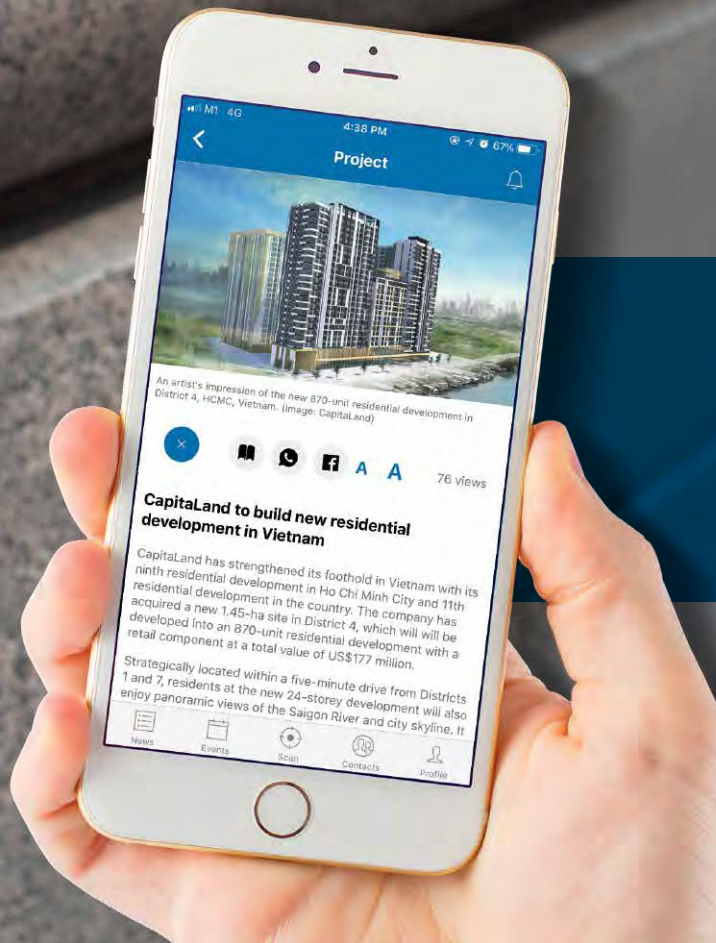 M1 4G
4:38 PM
67%
Project
An artist's impression of the new 870-unit residential development in
District 4, HCMC, Vietnam. (Image: CapitaLand)
A A
76 views
CapitaLand to build new residential
development in Vietnam
CapitaLand has strengthened its foothold in Vietnam with its
ninth residential development in Ho Chi Minh City and 11th
residential development in the country. The company has
acquired a new 1.45-ha site in District 4, which will will be
developed into an 870-unit residential development with a
retail component at a total value of US$177 million.
Strategically located within a five-minute drive from Districts
1 and 7, residents at the new 24-storey development will also
enjoy panoramic views of the Saigon River and city skyline. It
News Events Scan Contacts Profile